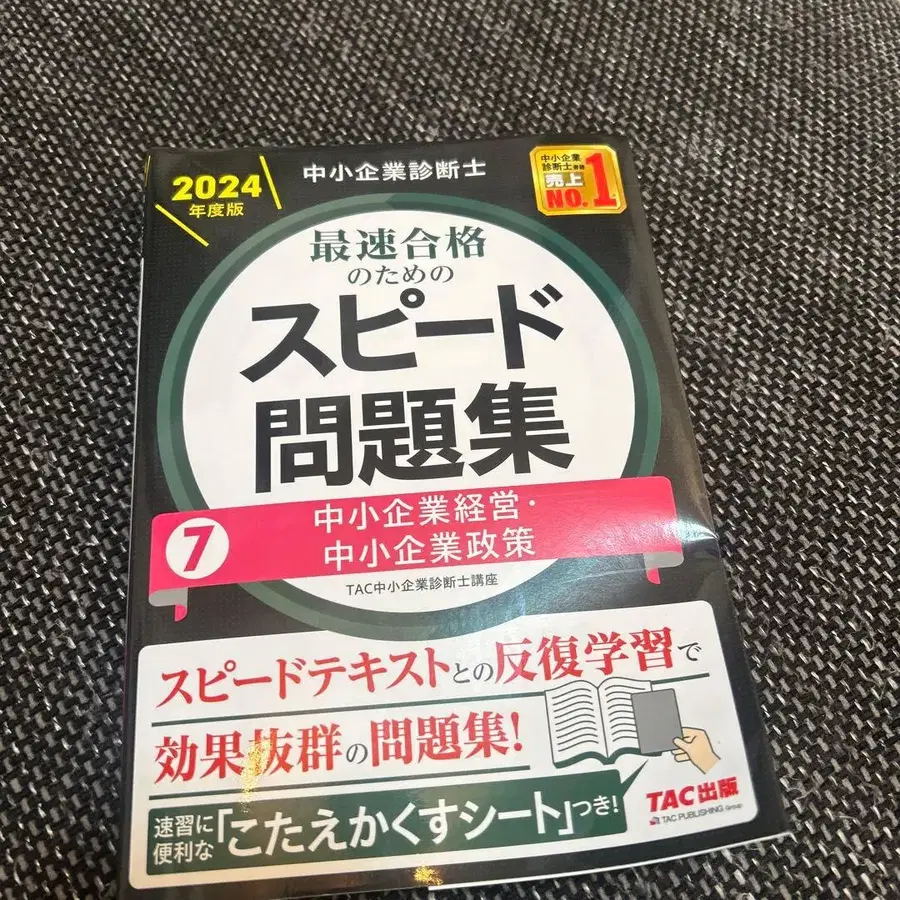 2024
年度版
中小企業診断士
中小企業
診断士書籍
売上
NO.1
最速合格
のための
スピード
問題集
7
中小企業経営・
中小企業政策
TAC中小企業診断士講座
スピードテキストとの反復学習で
効果抜群の問題集!
速習に
便利な「こたえかくすシート」つき!
TAC出版
TAC PUBLISHING Group